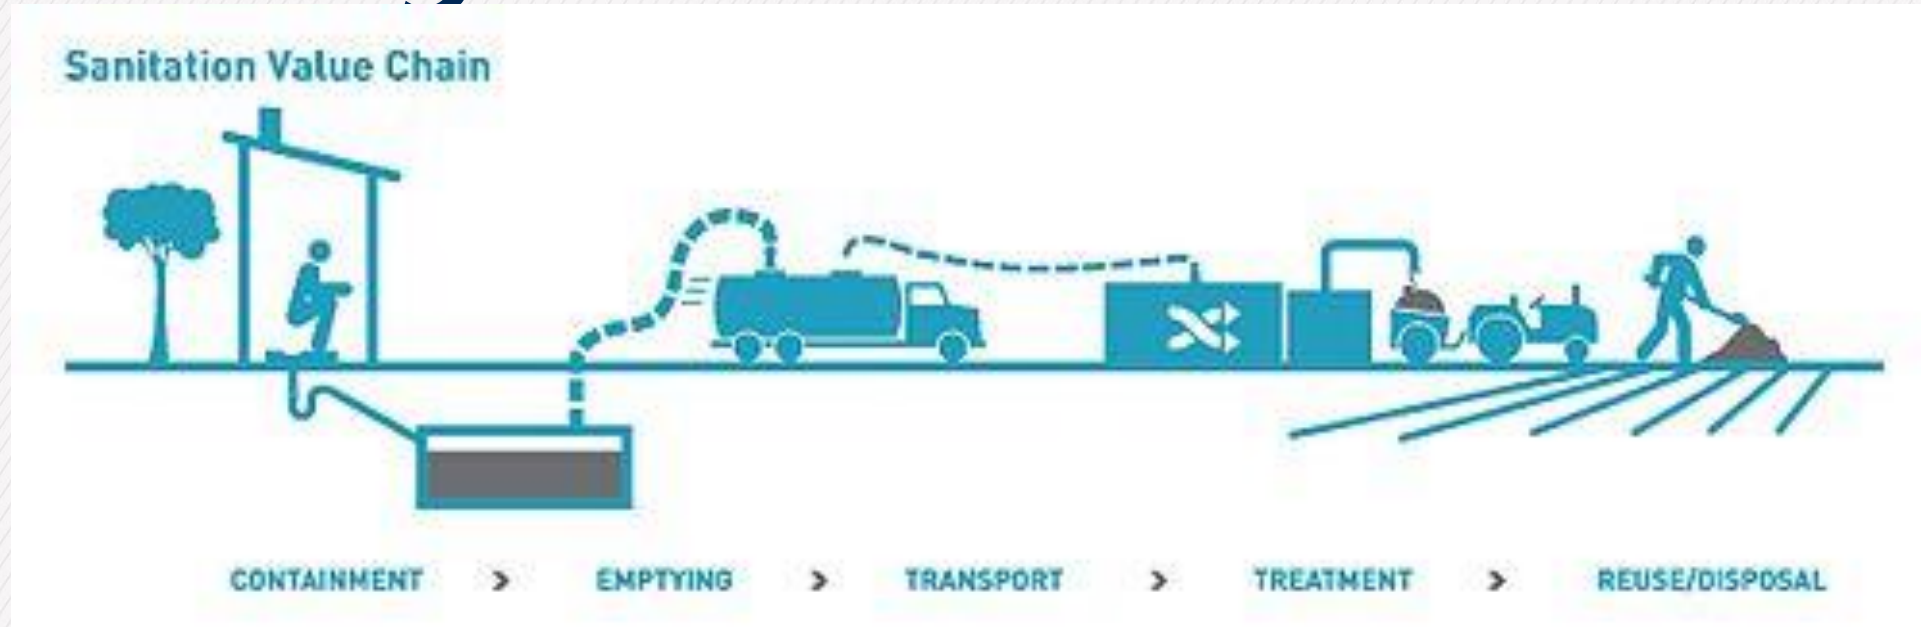 Sanitation Value Chain
CONTAINMENT > EMPTYING > TRANSPORT > TREATMENT > REUSE/DISPOSAL